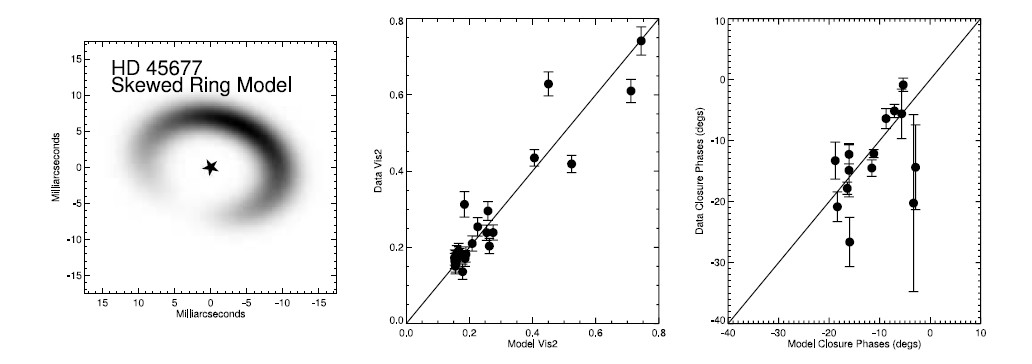 HD 45677
Skewed Ring Model
15
10
5
0
-5
-10
-15
Milliarcseconds
15 10 5 0 -5 -10 -15
Milliarcseconds
0.8
0.6
0.4
0.2
0.0
Data Vis2
0.0 0.2 0.4 0.6 0.8
Model Vis2
10
0
-10
-20
-30
-40
Data Closure Phases (degs)
-40 -30 -20 -10 0 10
Model Closure Phases (degs)